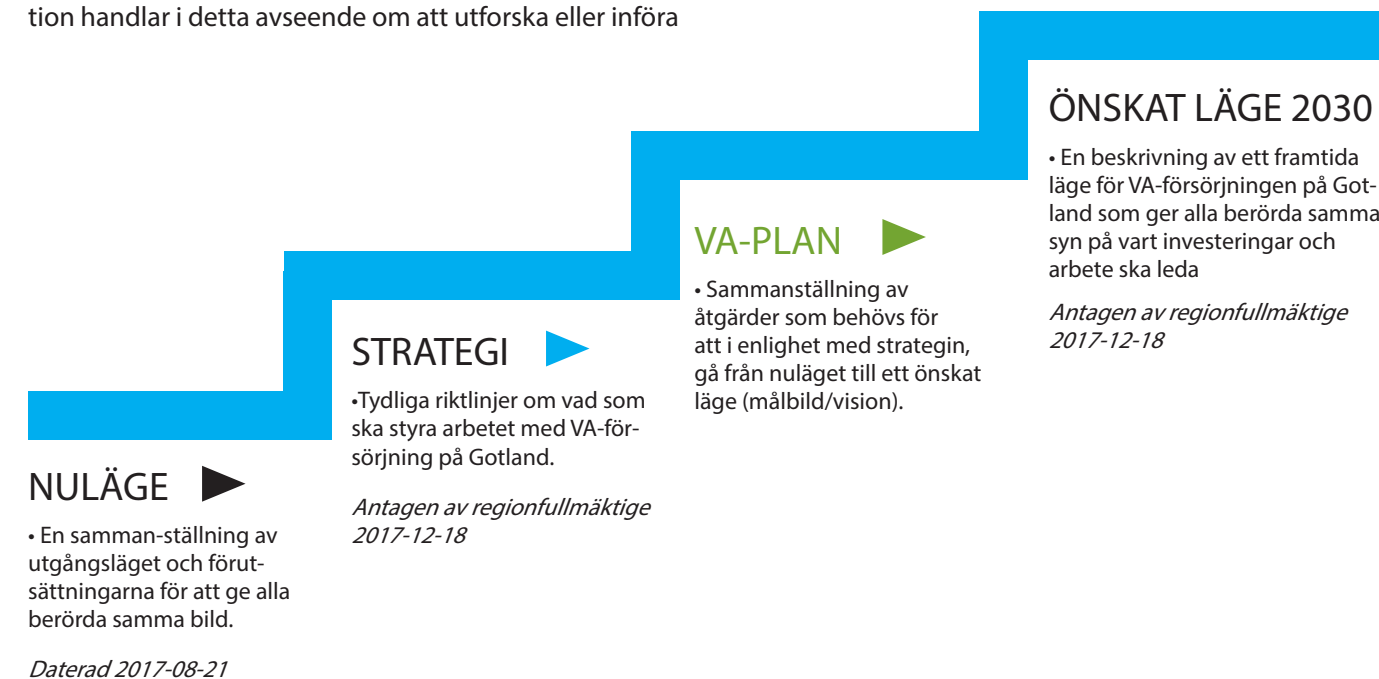 tion handlar i detta avseende om att utforska eller införa
NULÄGE
• En samman-ställning av
utgångsläget och förut-
sättningarna för att ge alla
berörda samma bild.
Daterad 2017-08-21
STRATEGI
•Tydliga riktlinjer om vad som
ska styra arbetet med VA-för-
sörjning på Gotland.
Antagen av regionfullmäktige
2017-12-18
VA-PLAN
• Sammanställning av
åtgärder som behövs för
att i enlighet med strategin,
gå från nuläget till ett önskat
läge (målbild/vision).
ÖNSKAT LÄGE 2030
• En beskrivning av ett framtida
läge för VA-försörjningen på Got-
land som ger alla berörda samma
syn på vart investeringar och
arbete ska leda
Antagen av regionfullmäktige
2017-12-18